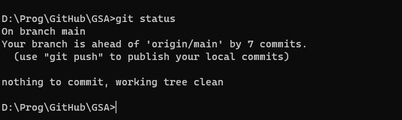 D:\Prog\GitHub\GSA>git status
On branch main
Your branch is ahead of 'origin/main' by 7 commits.
  (use "git push" to publish your local commits)
nothing to commit, working tree clean
D:\Prog\GitHub\GSA>